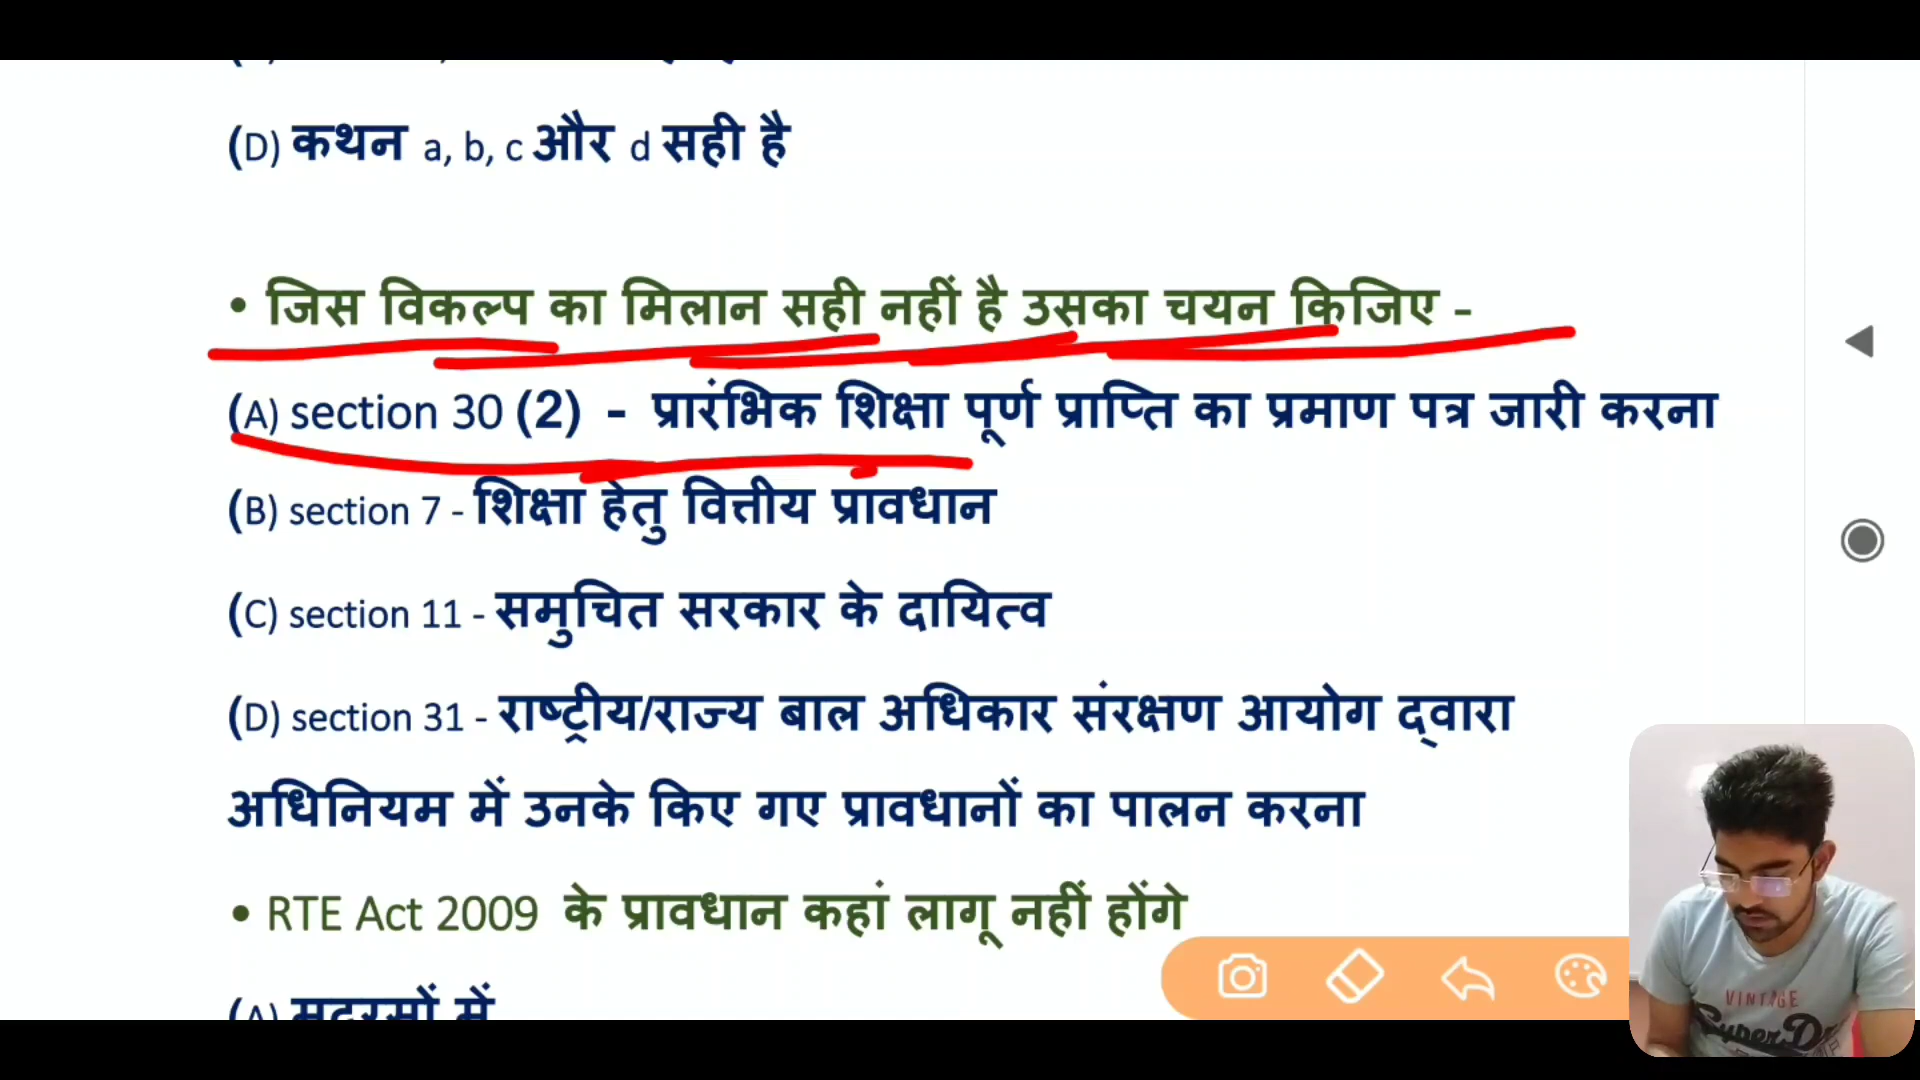 (D) कथन a, b, c और d सही है
• जिस विकल्प का मिलान सही नहीं है उसका चयन किजिए -
(A) section 30 (2) - प्रारंभिक शिक्षा पूर्ण प्राप्ति का प्रमाण पत्र जारी करना
(B) section 7 - शिक्षा हेतु वित्तीय प्रावधान
(C) section 11 - समुचित सरकार के दायित्व
(D) section 31 - राष्ट्रीय/राज्य बाल अधिकार संरक्षण आयोग द्वारा
अधिनियम में उनके किए गए प्रावधानों का पालन करना
• RTE Act 2009 के प्रावधान कहां लागू नहीं होंगे
(A) मदरसों में
VINTAGE